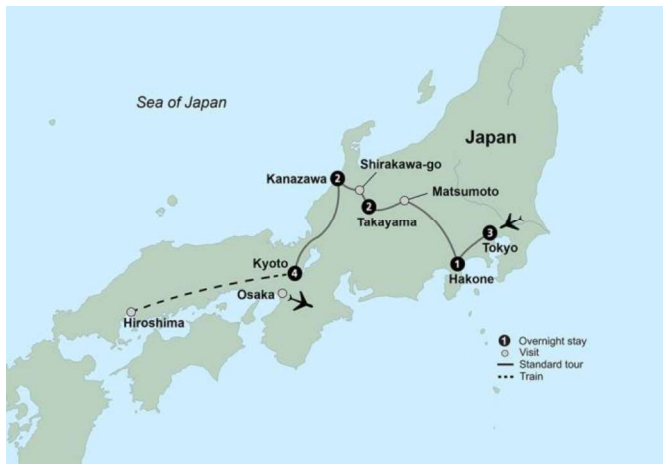 Sea of Japan
Japan
Shirakawa-go
Kanazawa 2
Matsumoto
2
Takayama
3
Tokyo
Kyoto
4
1
Hakone
Osaka
Hiroshima
1 Overnight stay
Visit
Standard tour
Train